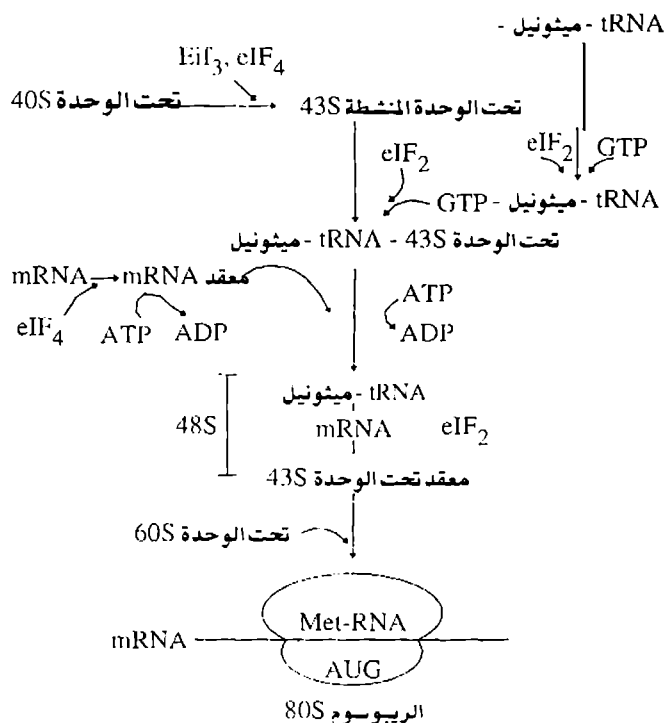 - ميثونيل - tRNA
Eif3, eIF4
تحت الوحدة 40S
تحت الوحدة المنشطة 43S
eIF2
GTP
eIF2
GTP - ميثونيل - tRNA
ميثونيل - tRNA - 43S تحت الوحدة
mRNA
mRNA معقد
ATP
eIF4
ATP
ADP
ADP
ميثونيل - tRNA
48S
mRNA
eIF2
معقد تحت الوحدة 43S
تحت الوحدة 60S
Met-RNA
mRNA
AUG
الريبوسوم 80S